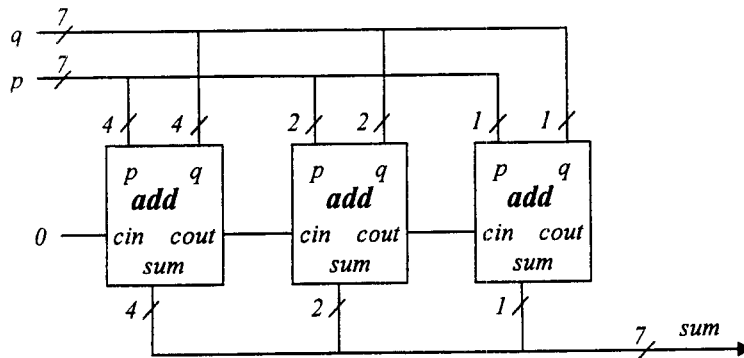 q 7
p 7
4 4 2 2 1 1
p q p q p q
add add add
0 cin cout cin cout cin cout
sum sum sum
4 2 1
7 sum